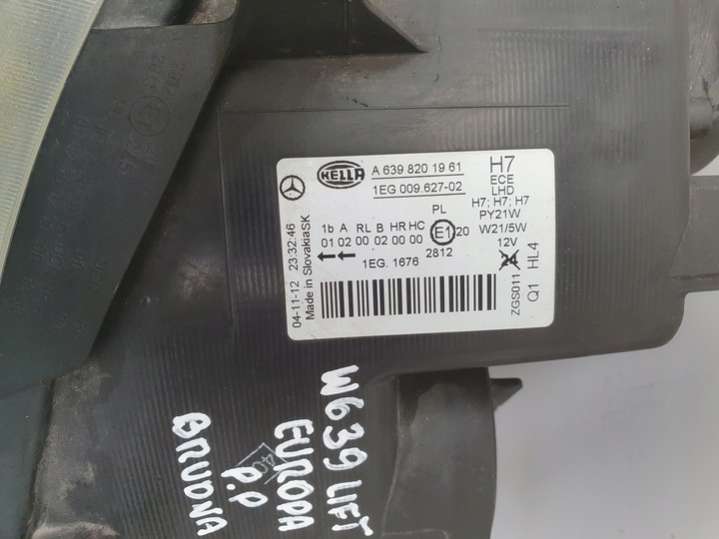 HELLA
A 639 820 19 61
1EG 009.627-02
H7
ECE
LHD
H7; H7; H7
PY21W
W21/5W
12V
PL
1b A RL B HR HC
01 02 00 02 00 00
E1 20
1EG. 1676
2812
04-11-12 23:32:46
Made in SlovakiaSK
ZGS011
Q1 HL4
W639 LIFT
EUROPA
P.P
BRUDNA
40